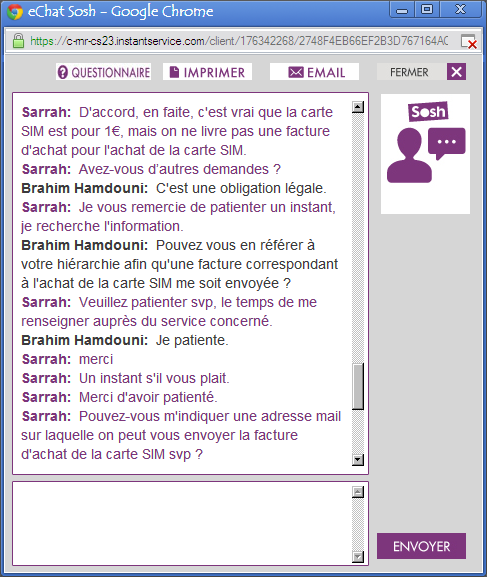 eChat Sosh - Google Chrome
https://c-mr-cs23.instantservice.com/client/176342268/2748F4EB66EF2B3D767164AC
QUESTIONNAIRE IMPRIMER EMAIL FERMER
Sosh
Sarrah: D'accord, en faite, c'est vrai que la carte
SIM est pour 1€, mais on ne livre pas une facture
d'achat pour l'achat de la carte SIM.
Sarrah: Avez-vous d'autres demandes ?
Brahim Hamdouni: C'est une obligation légale.
Sarrah: Je vous remercie de patienter un instant,
je recherche l'information.
Brahim Hamdouni: Pouvez vous en référer à
votre hiérarchie afin qu'une facture correspondant
à l'achat de la carte SIM me soit envoyée ?
Sarrah: Veuillez patienter svp, le temps de me
renseigner auprès du service concerné.
Brahim Hamdouni: Je patiente.
Sarrah: merci
Sarrah: Un instant s'il vous plait.
Sarrah: Merci d'avoir patienté.
Sarrah: Pouvez-vous m'indiquer une adresse mail
sur laquelle on peut vous envoyer la facture
d'achat de la carte SIM svp ?
ENVOYER